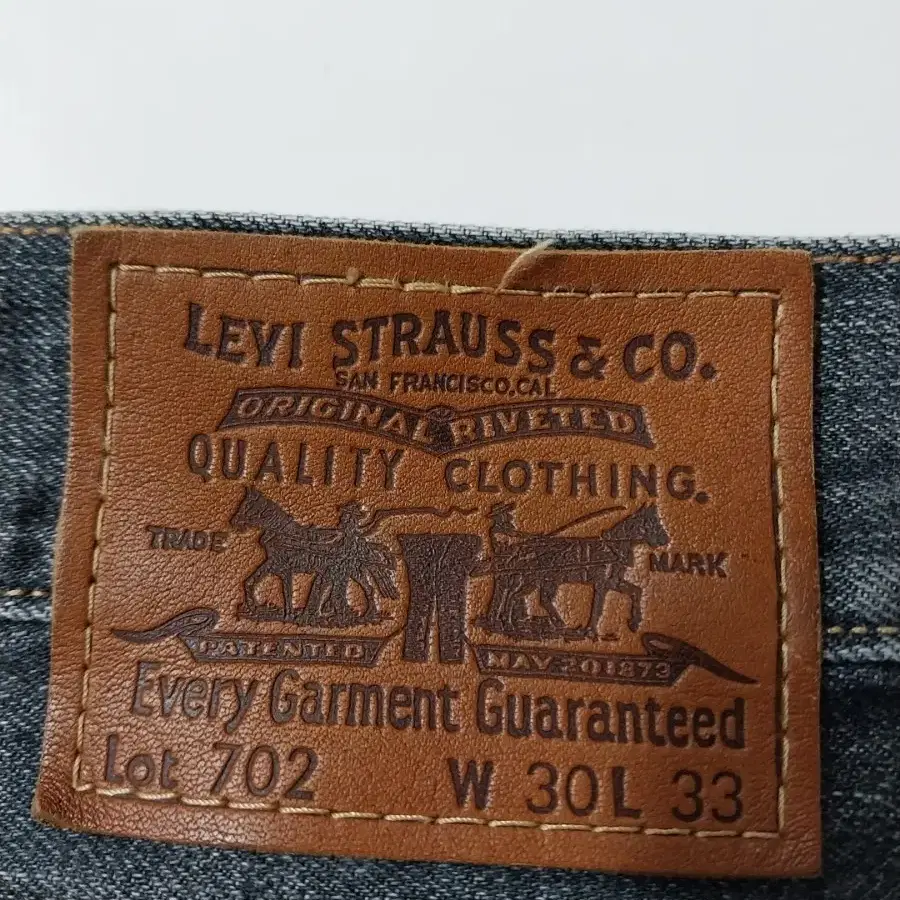 LEVI STRAUSS & CO.
SAN FRANCISCO, CAL.
ORIGINAL RIVETED
QUALITY CLOTHING.
TRADE MARK
PATENTED MAY 20 1873
Every Garment Guaranteed
Lot 702 W 30 L 33